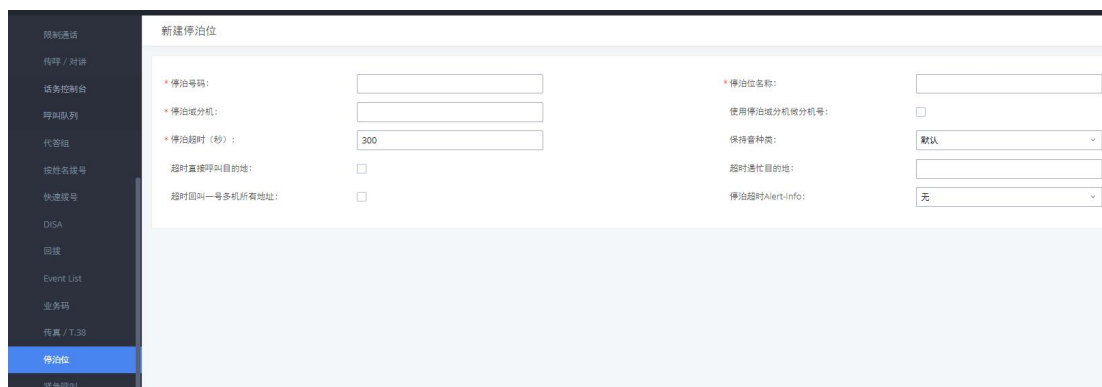 限制通话
传呼 / 对讲
话务控制台
呼叫队列
代答组
按姓名拨号
快速拨号
DISA
回拨
Event List
业务码
传真 / T.38
停泊位
紧急呼叫
新建停泊位
* 停泊号码：
* 停泊位名称：
* 停泊域分机：
使用停泊域分机做分机号：
* 停泊超时（秒）：
300
保持音种类：
默认
超时直接呼叫目的地：
超时遇忙目的地：
超时回叫一号多机所有地址：
停泊超时Alert-Info：
无